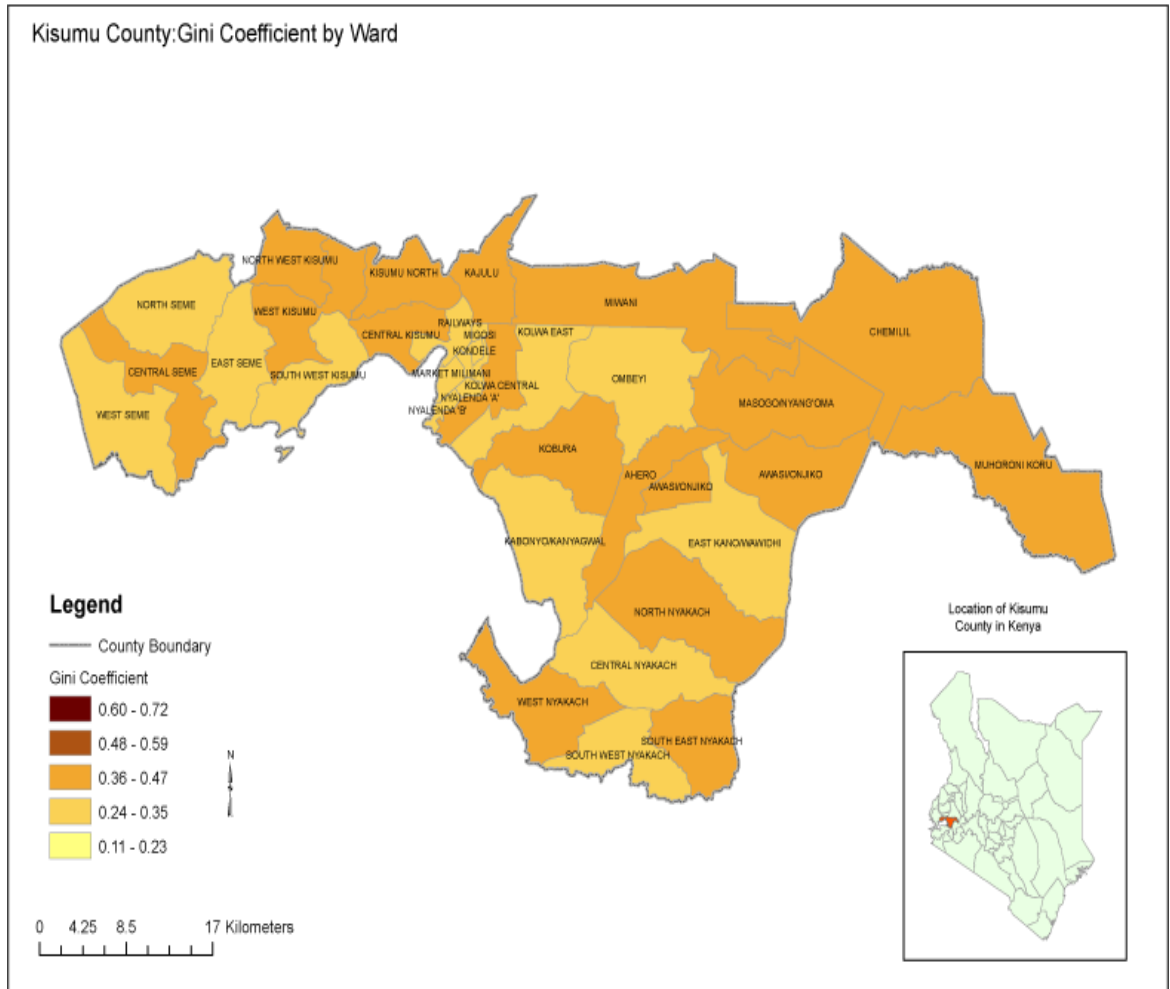 Kisumu County:Gini Coefficient by Ward
NORTH WEST KISUMU
KISUMU NORTH
KAJULU
NORTH SEME
MIWANI
WEST KISUMU
CHEMILIL
RAILWAYS
KOLWA EAST
CENTRAL KISUMU
MIGOSI
KONDELE
EAST SEME
CENTRAL SEME
SOUTH WEST KISUMU
MARKET MILIMANI
OMBEYI
KOLWA CENTRAL
NYALENDA 'A'
MASOGO/NYANG'OMA
NYALENDA 'B'
WEST SEME
KOBURA
MUHORONI KORU
AHERO
AWASI/ONJIKO
AWASI/ONJIKO
KABONYO/KANYAGWAL
EAST KANO/WAWIDHI
NORTH NYAKACH
CENTRAL NYAKACH
WEST NYAKACH
SOUTH EAST NYAKACH
SOUTH WEST NYAKACH
Legend
County Boundary
Gini Coefficient
0.60 - 0.72
0.48 - 0.59
0.36 - 0.47
0.24 - 0.35
0.11 - 0.23
N
0 4.25 8.5 17 Kilometers
Location of Kisumu
County in Kenya